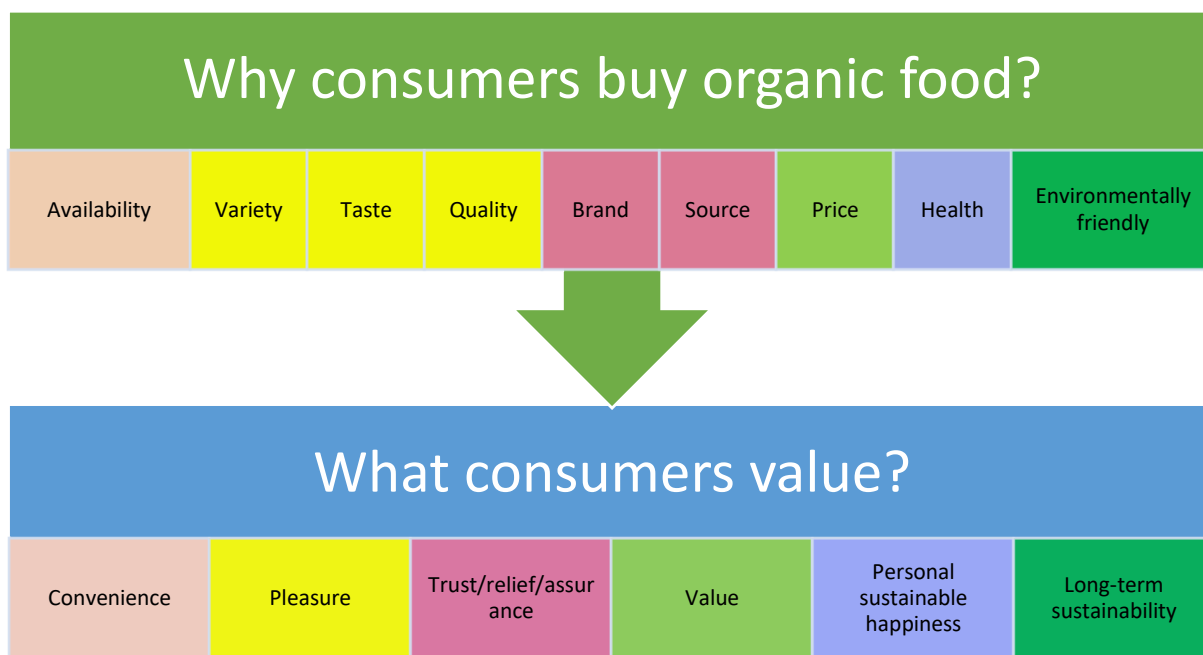 Why consumers buy organic food?
Availability
Variety
Taste
Quality
Brand
Source
Price
Health
Environmentally
friendly
What consumers value?
Convenience
Pleasure
Trust/relief/assur
ance
Value
Personal
sustainable
happiness
Long-term
sustainability